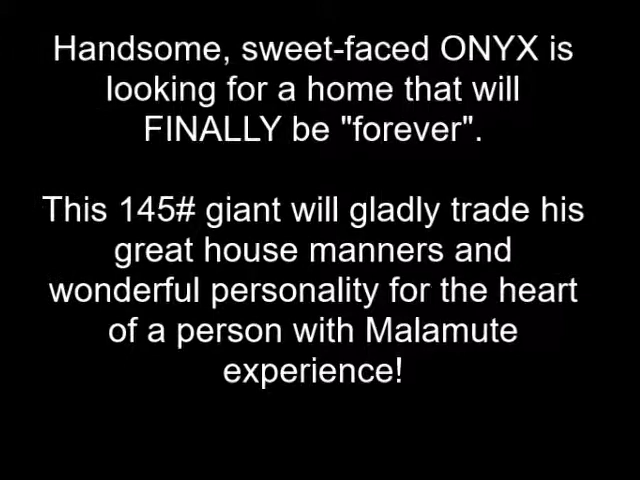 Handsome, sweet-faced ONYX is
looking for a home that will
FINALLY be "forever".
This 145# giant will gladly trade his
great house manners and
wonderful personality for the heart
of a person with Malamute
experience!